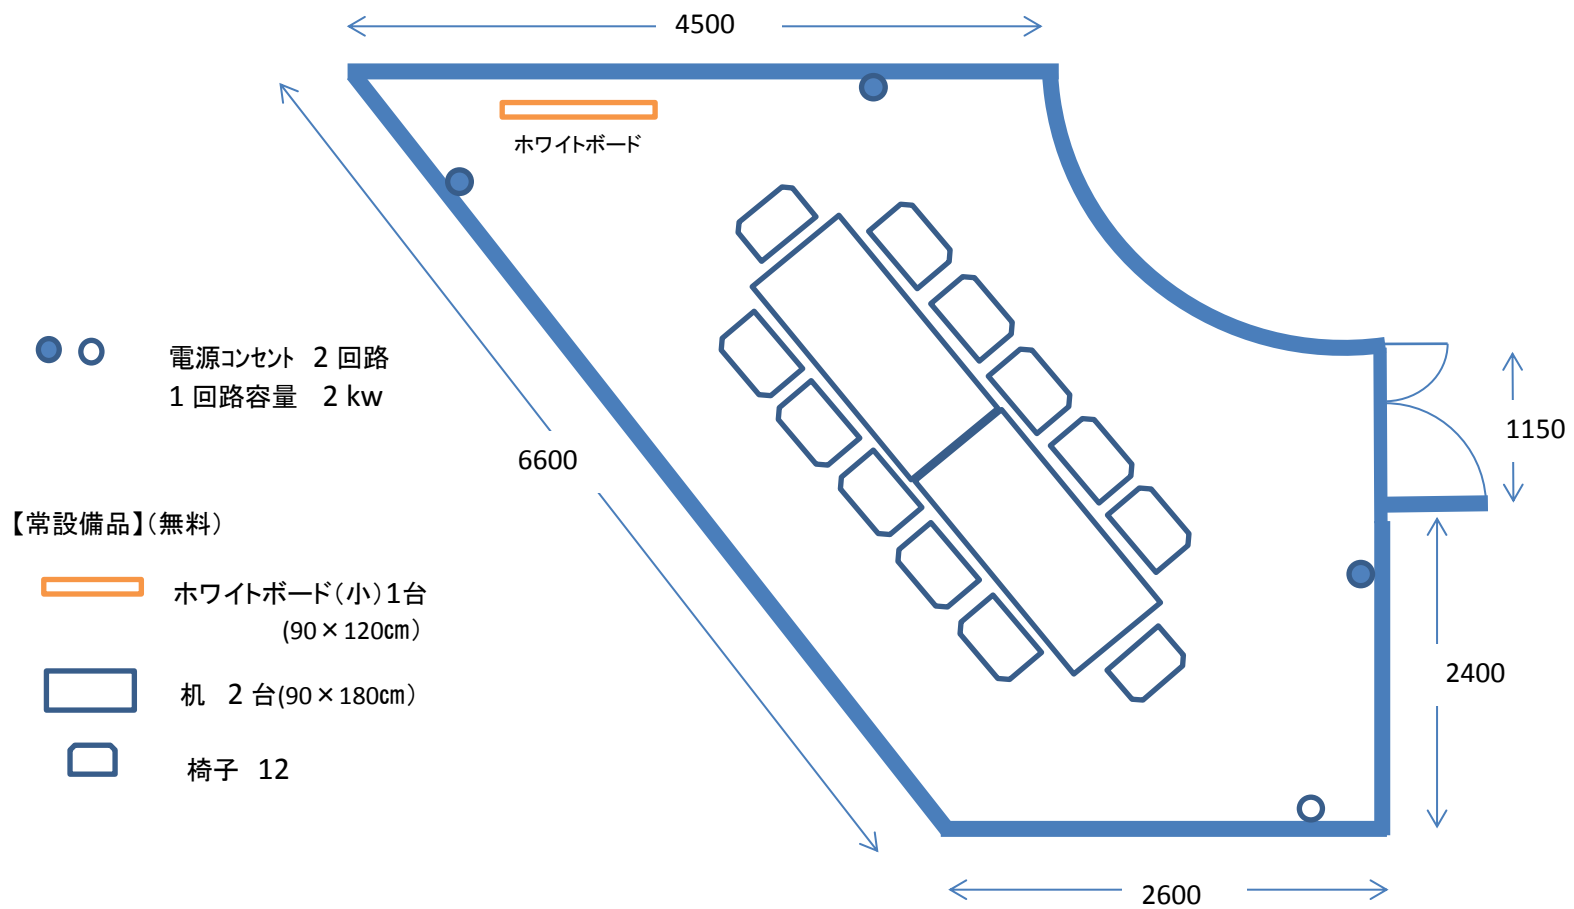 4500
ホワイトボード
電源コンセント 2 回路
1 回路容量 2 kw
6600
1150
【常設備品】(無料)
ホワイトボード(小)1台
(90×120㎝)
2400
机 2 台(90×180㎝)
椅子 12
2600